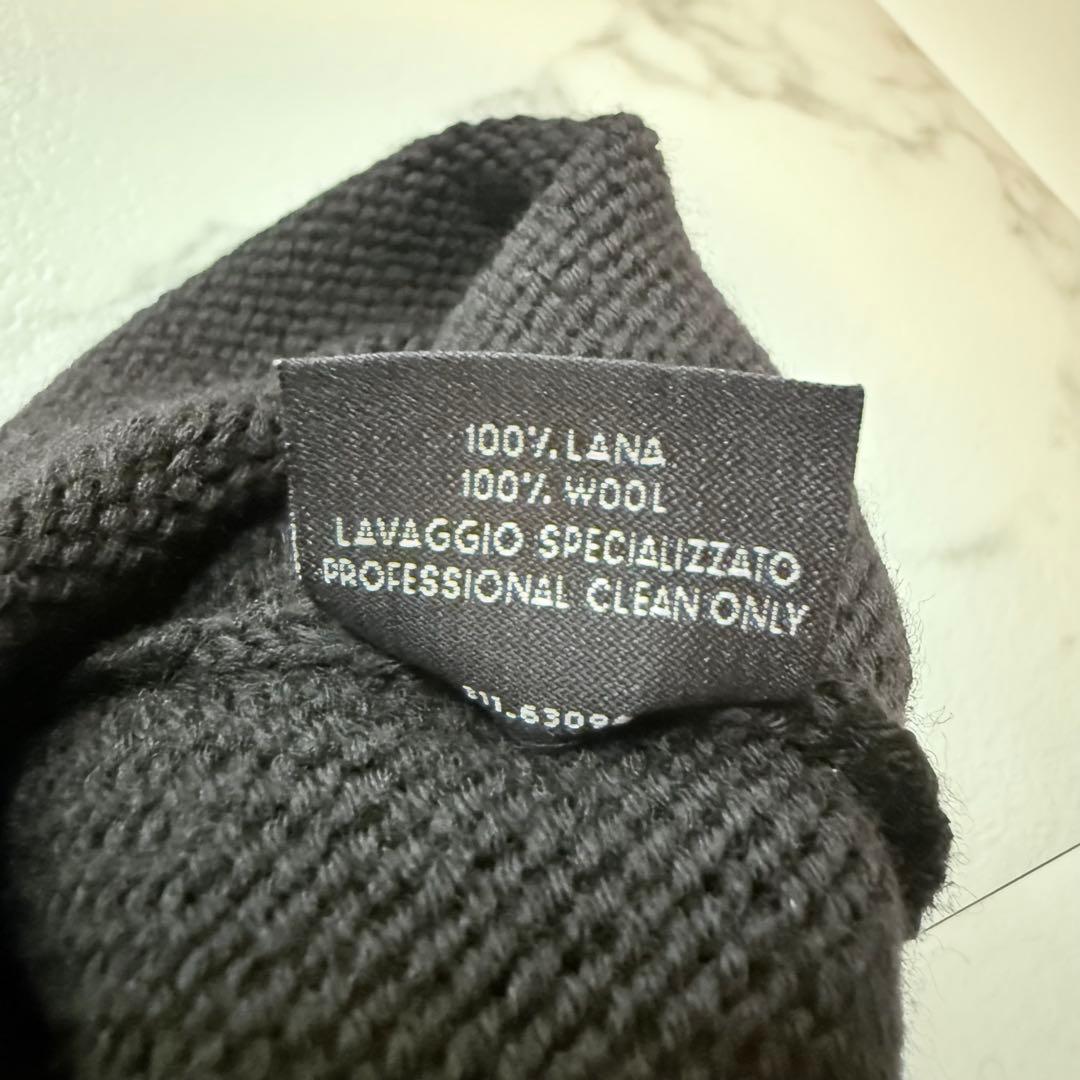 100% LANA
100% WOOL
LAVAGGIO SPECIALIZZATO
PROFESSIONAL CLEAN ONLY